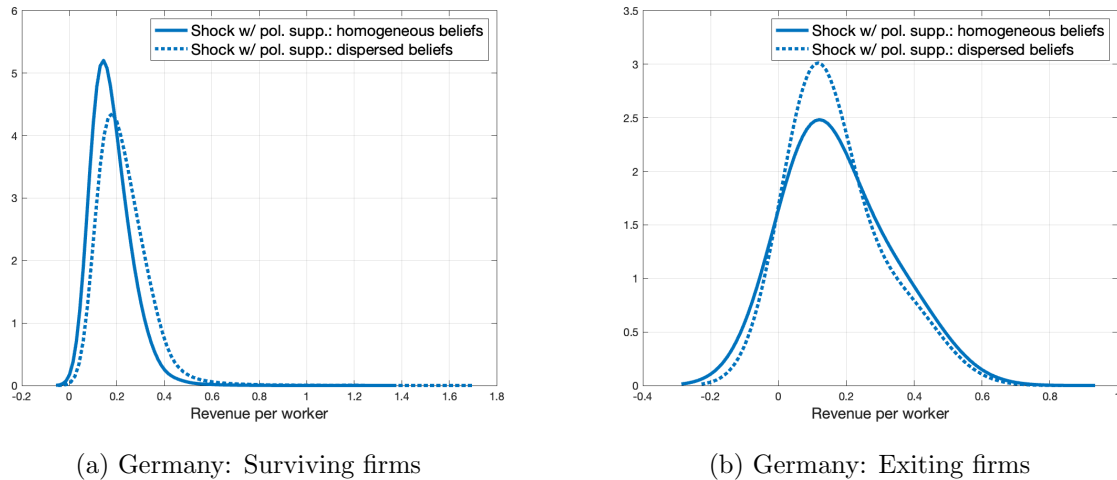 6
5
4
3
2
1
0
-0.2 0 0.2 0.4 0.6 0.8 1 1.2 1.4 1.6 1.8
Revenue per worker
Shock w/ pol. supp.: homogeneous beliefs
Shock w/ pol. supp.: dispersed beliefs
(a) Germany: Surviving firms
3.5
3
2.5
2
1.5
1
0.5
0
-0.4 -0.2 0 0.2 0.4 0.6 0.8 1
Revenue per worker
Shock w/ pol. supp.: homogeneous beliefs
Shock w/ pol. supp.: dispersed beliefs
(b) Germany: Exiting firms